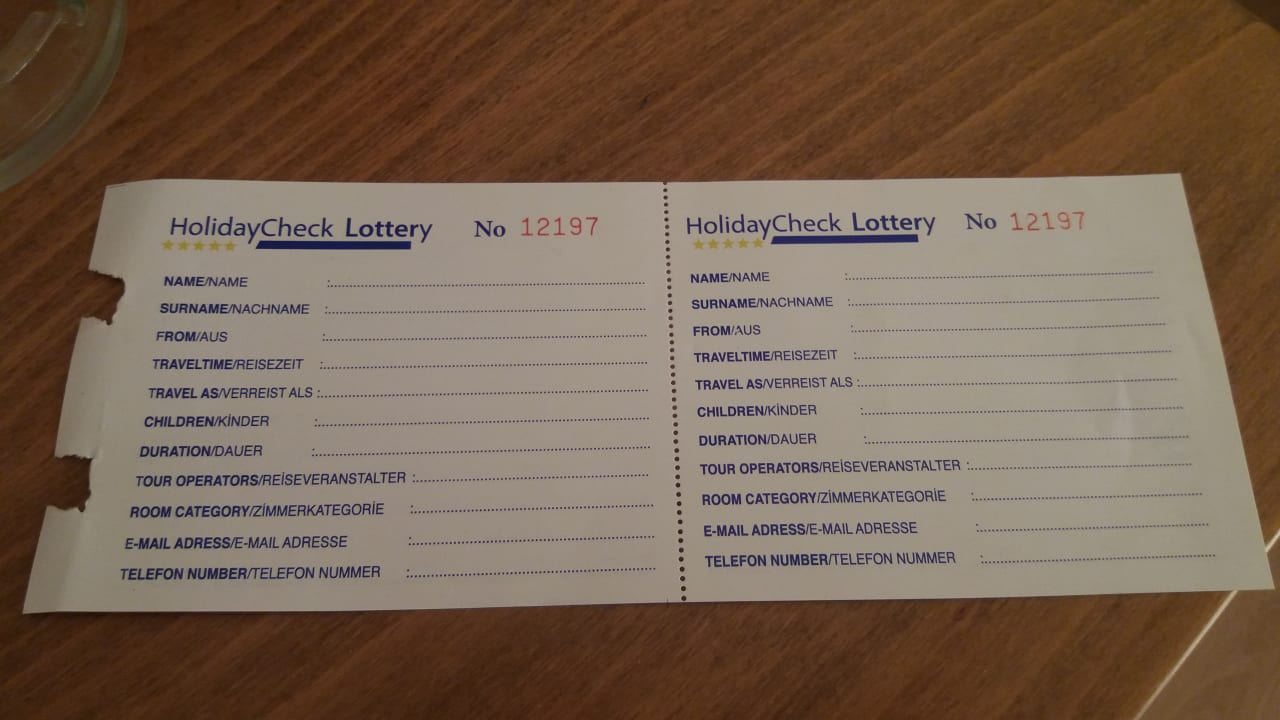 HolidayCheck Lottery No 12197
NAME/NAME :
SURNAME/NACHNAME :
FROM/AUS :
TRAVELTIME/REISEZEIT :
TRAVEL AS/VERREIST ALS :
CHILDREN/KİNDER :
DURATION/DAUER :
TOUR OPERATORS/REİSEVERANSTALTER :
ROOM CATEGORY/ZİMMERKATEGORİE :
E-MAIL ADRESS/E-MAIL ADRESSE :
TELEFON NUMBER/TELEFON NUMMER :
HolidayCheck Lottery No 12197
NAME/NAME :
SURNAME/NACHNAME :
FROM/AUS :
TRAVELTIME/REISEZEIT :
TRAVEL AS/VERREIST ALS :
CHILDREN/KİNDER :
DURATION/DAUER :
TOUR OPERATORS/REİSEVERANSTALTER :
ROOM CATEGORY/ZİMMERKATEGORİE :
E-MAIL ADRESS/E-MAIL ADRESSE :
TELEFON NUMBER/TELEFON NUMMER :